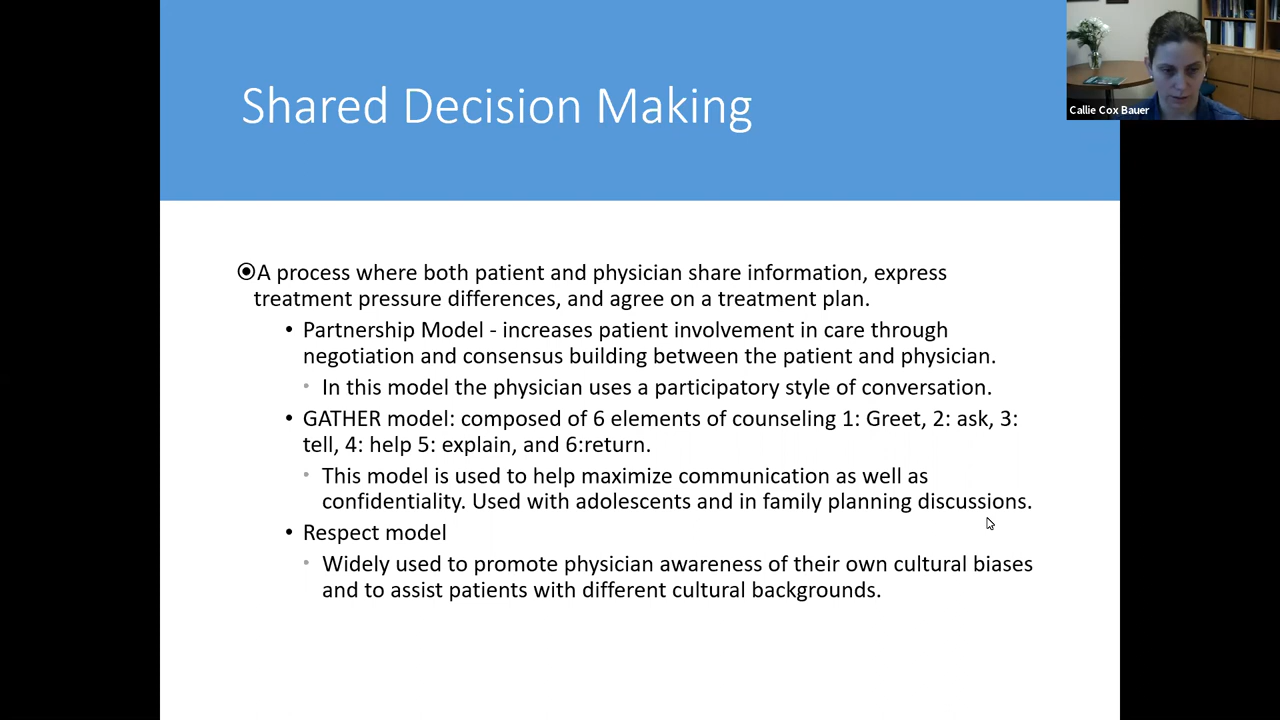 Shared Decision Making
Callie Cox Bauer
A process where both patient and physician share information, express
treatment pressure differences, and agree on a treatment plan.
• Partnership Model - increases patient involvement in care through
negotiation and consensus building between the patient and physician.
• In this model the physician uses a participatory style of conversation.
• GATHER model: composed of 6 elements of counseling 1: Greet, 2: ask, 3:
tell, 4: help 5: explain, and 6:return.
• This model is used to help maximize communication as well as
confidentiality. Used with adolescents and in family planning discussions.
• Respect model
• Widely used to promote physician awareness of their own cultural biases
and to assist patients with different cultural backgrounds.